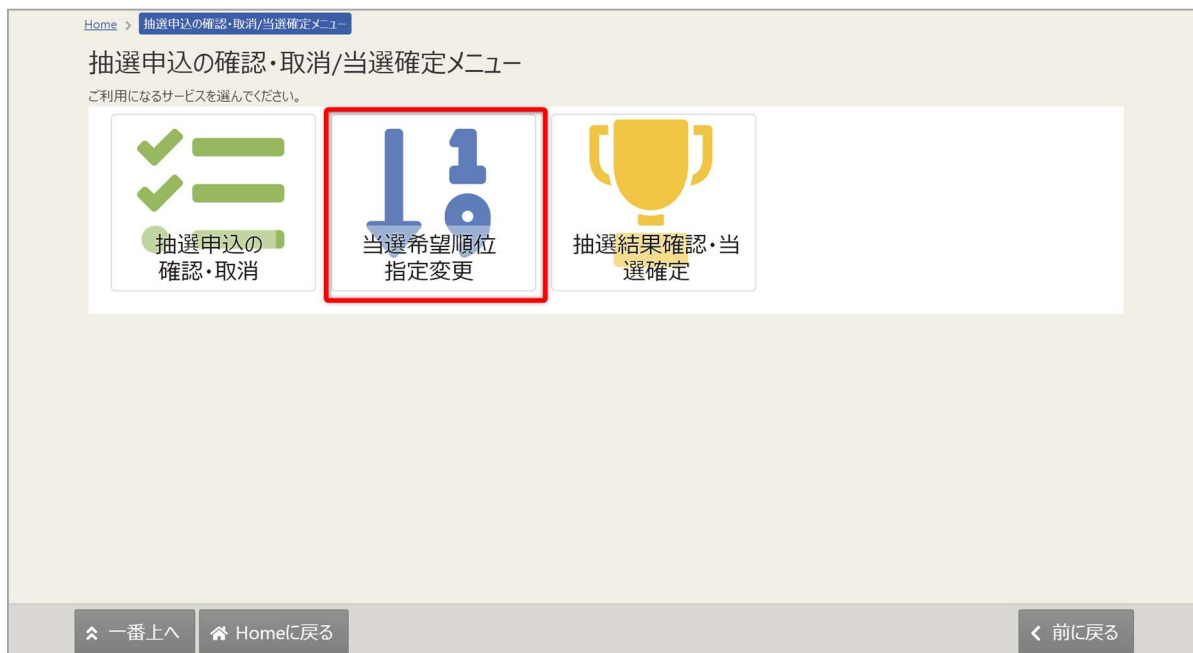 Home > 抽選申込の確認・取消/当選確定メニュー
抽選申込の確認・取消/当選確定メニュー
ご利用になるサービスを選んでください。
抽選申込の
確認・取消
当選希望順位
指定変更
抽選結果確認・当
選確定
一番上へ
Homeに戻る
前に戻る